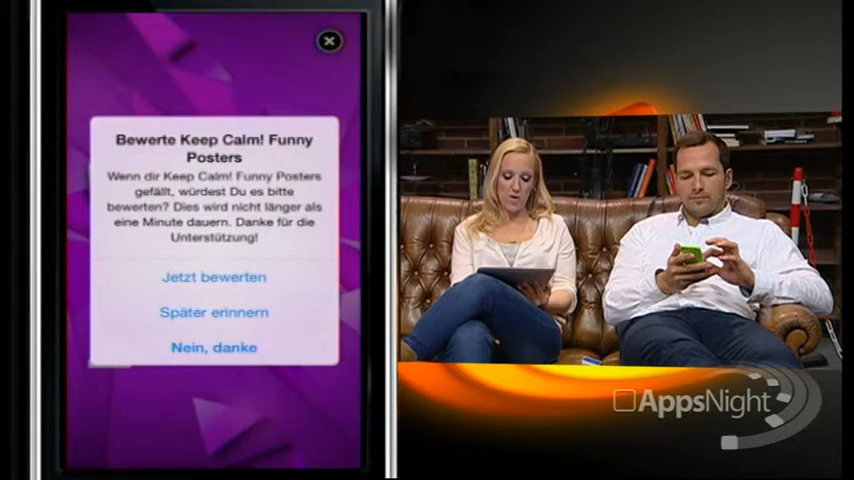 Bewerte Keep Calm! Funny
Posters
Wenn dir Keep Calm! Funny Posters
gefällt, würdest Du es bitte
bewerten? Dies wird nicht länger als
eine Minute dauern. Danke für die
Unterstützung!
Jetzt bewerten
Später erinnern
Nein, danke
AppsNight